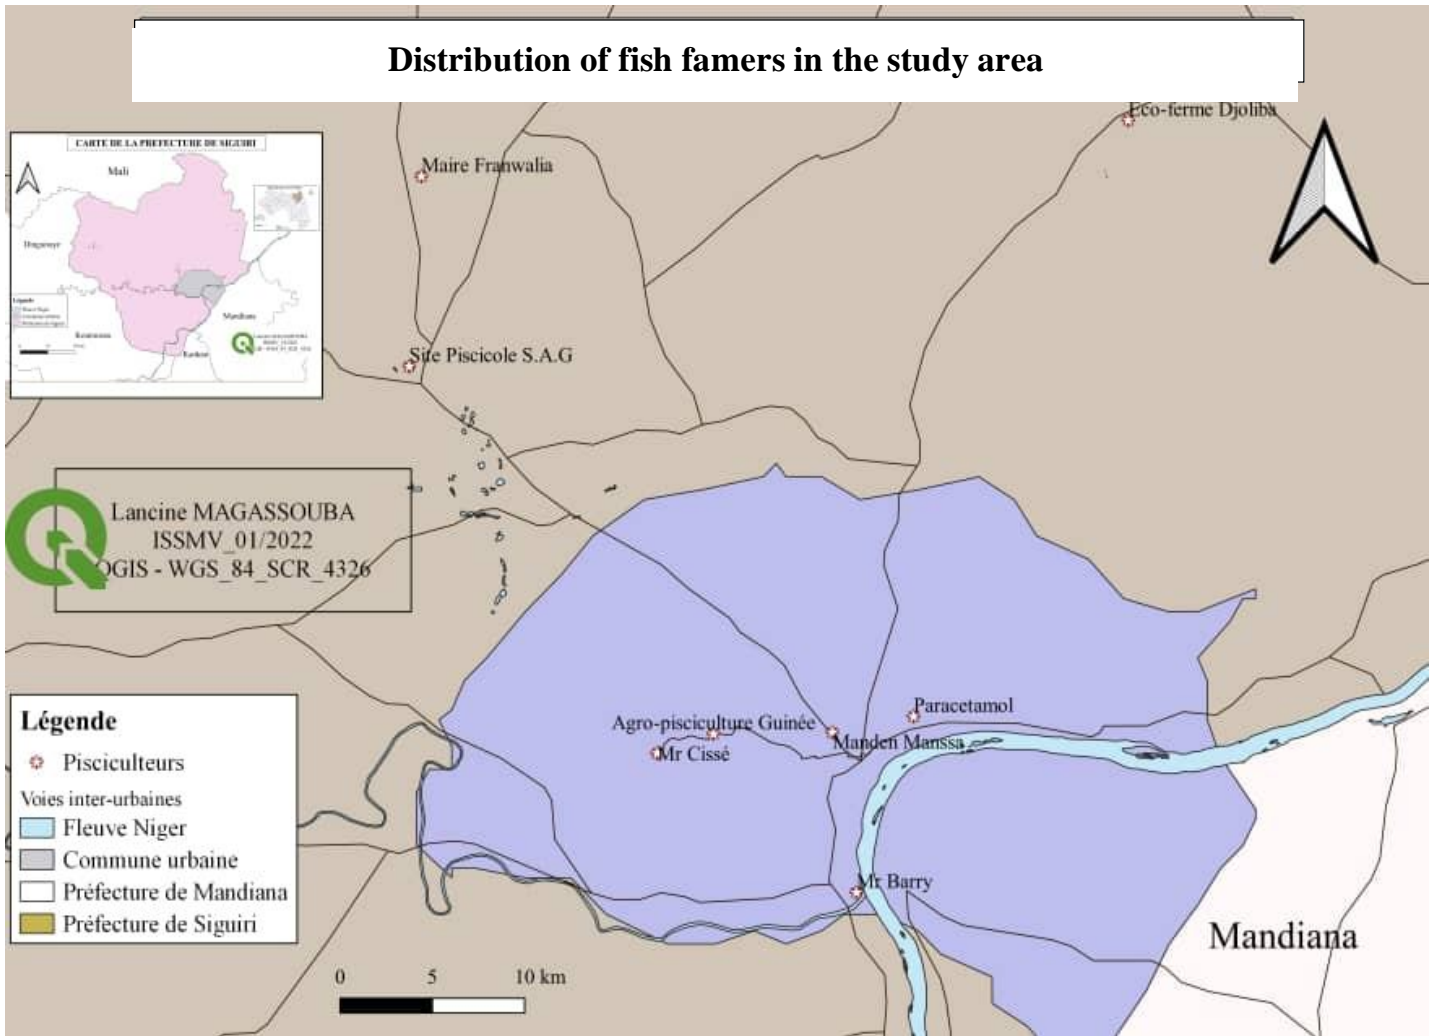 Distribution of fish famers in the study area
Eco-ferme Djoliba
Maire Franwalia
CARTE DE LA PREFECTURE DE SIGUIRI
Mali
Mandiana
Légende
Site Piscicole S.A.G
Lancine MAGASSOUBA
ISSMV_01/2022
QGIS - WGS_84_SCR_4326
Paracetamol
Agro-pisciculture Guinée
Manden Manssa
Mr Cissé
Légende
Pisciculteurs
Voies inter-urbaines
Fleuve Niger
Commune urbaine
Préfecture de Mandiana
Préfecture de Siguiri
Mr Barry
Mandiana
0 5 10 km